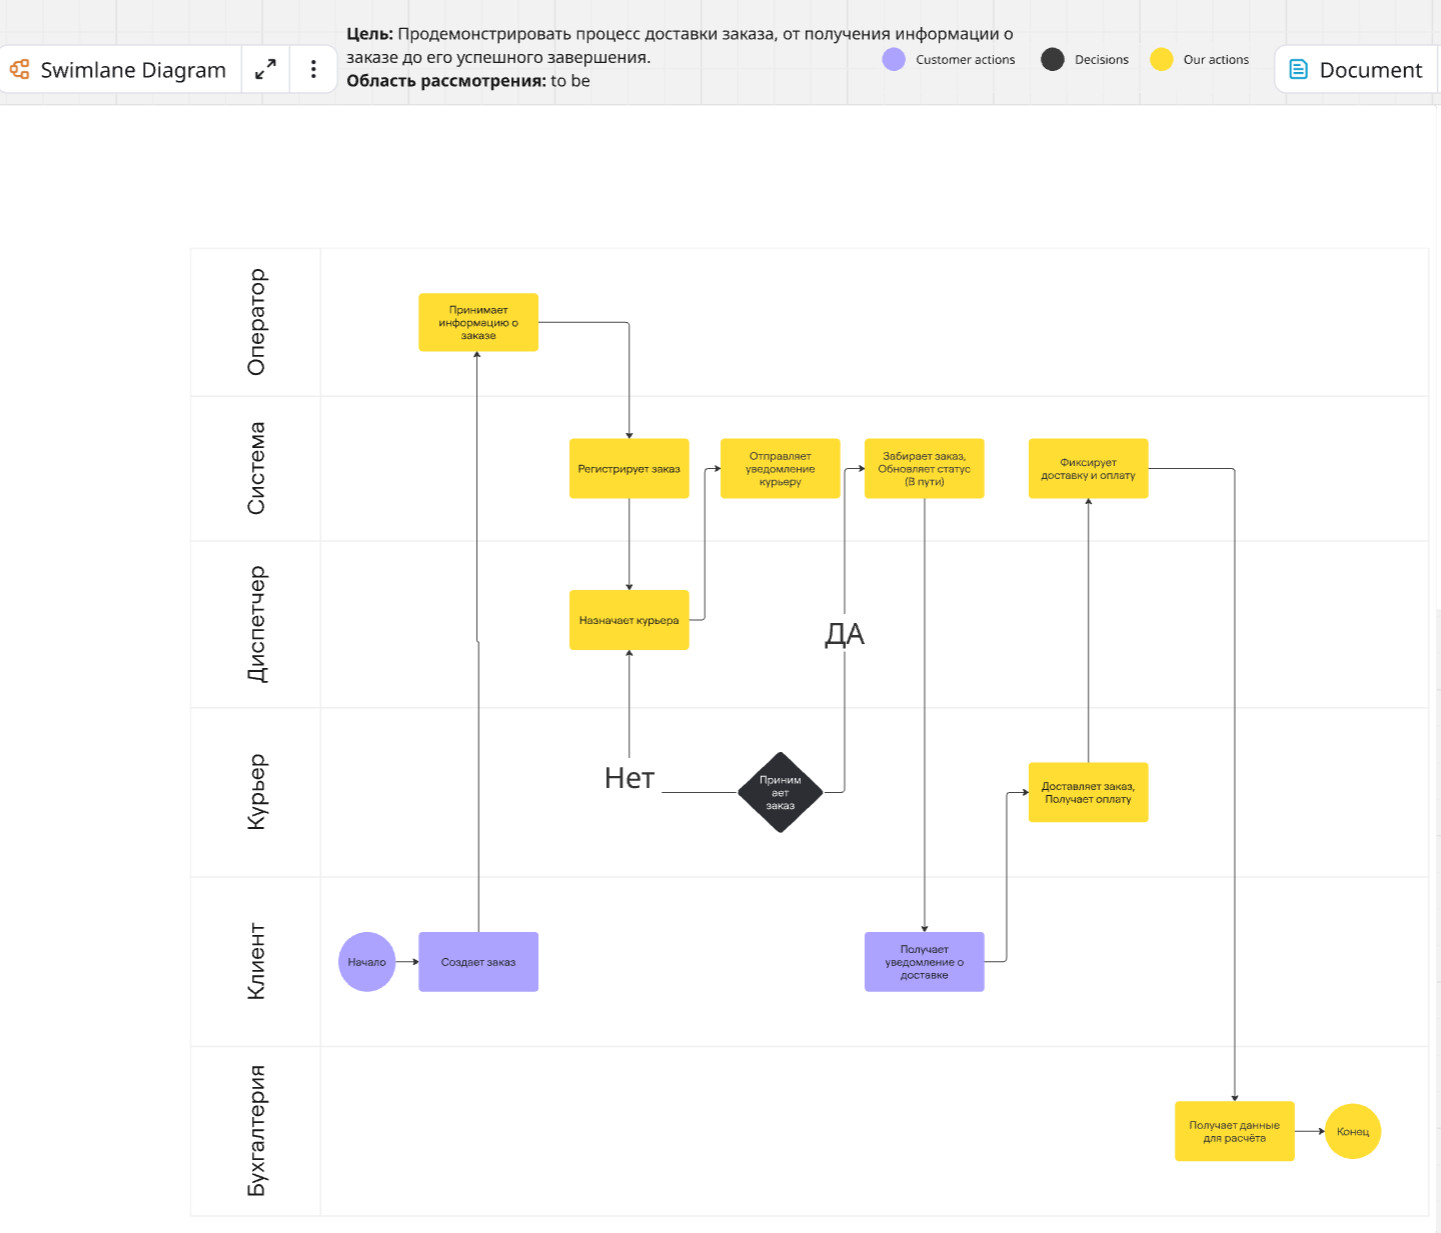 Цель: Продемонстрировать процесс доставки заказа, от получения информации о
заказе до его успешного завершения.
Область рассмотрения: to be
Swimlane Diagram
Customer actions
Decisions
Our actions
Document
Оператор
Принимает
информацию о
заказе
Система
Регистрирует заказ
Отправляет
уведомление
курьеру
Забирает заказ,
Обновляет статус
(В пути)
Фиксирует
доставку и оплату
Диспетчер
Назначает курьера
ДА
Курьер
Нет
Приним
ает
заказ
Доставляет заказ,
Получает оплату
Клиент
Начало
Создает заказ
Получает
уведомление о
доставке
Бухгалтерия
Получает данные
для расчёта
Конец